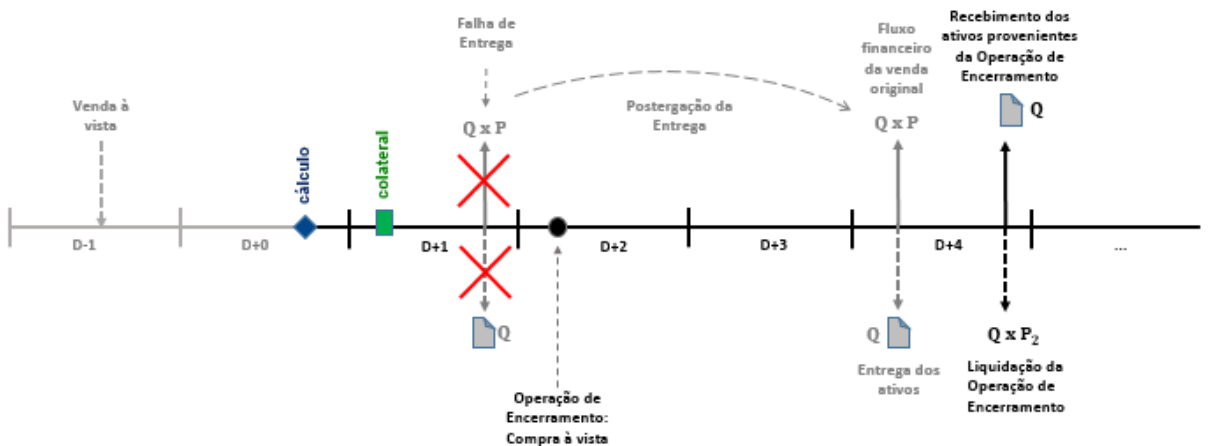 Falha de
Entrega
Fluxo
financeiro
da venda
original
Recebimento dos
ativos provenientes
da Operação de
Encerramento
Venda à
vista
Postergação da
Entrega
Q x P
Q x P
Q
cálculo
colateral
D-1
D+0
D+1
D+2
D+3
D+4
...
Q
Q
Q x P₂
Entrega dos
ativos
Liquidação da
Operação de
Encerramento
Operação de
Encerramento:
Compra à vista